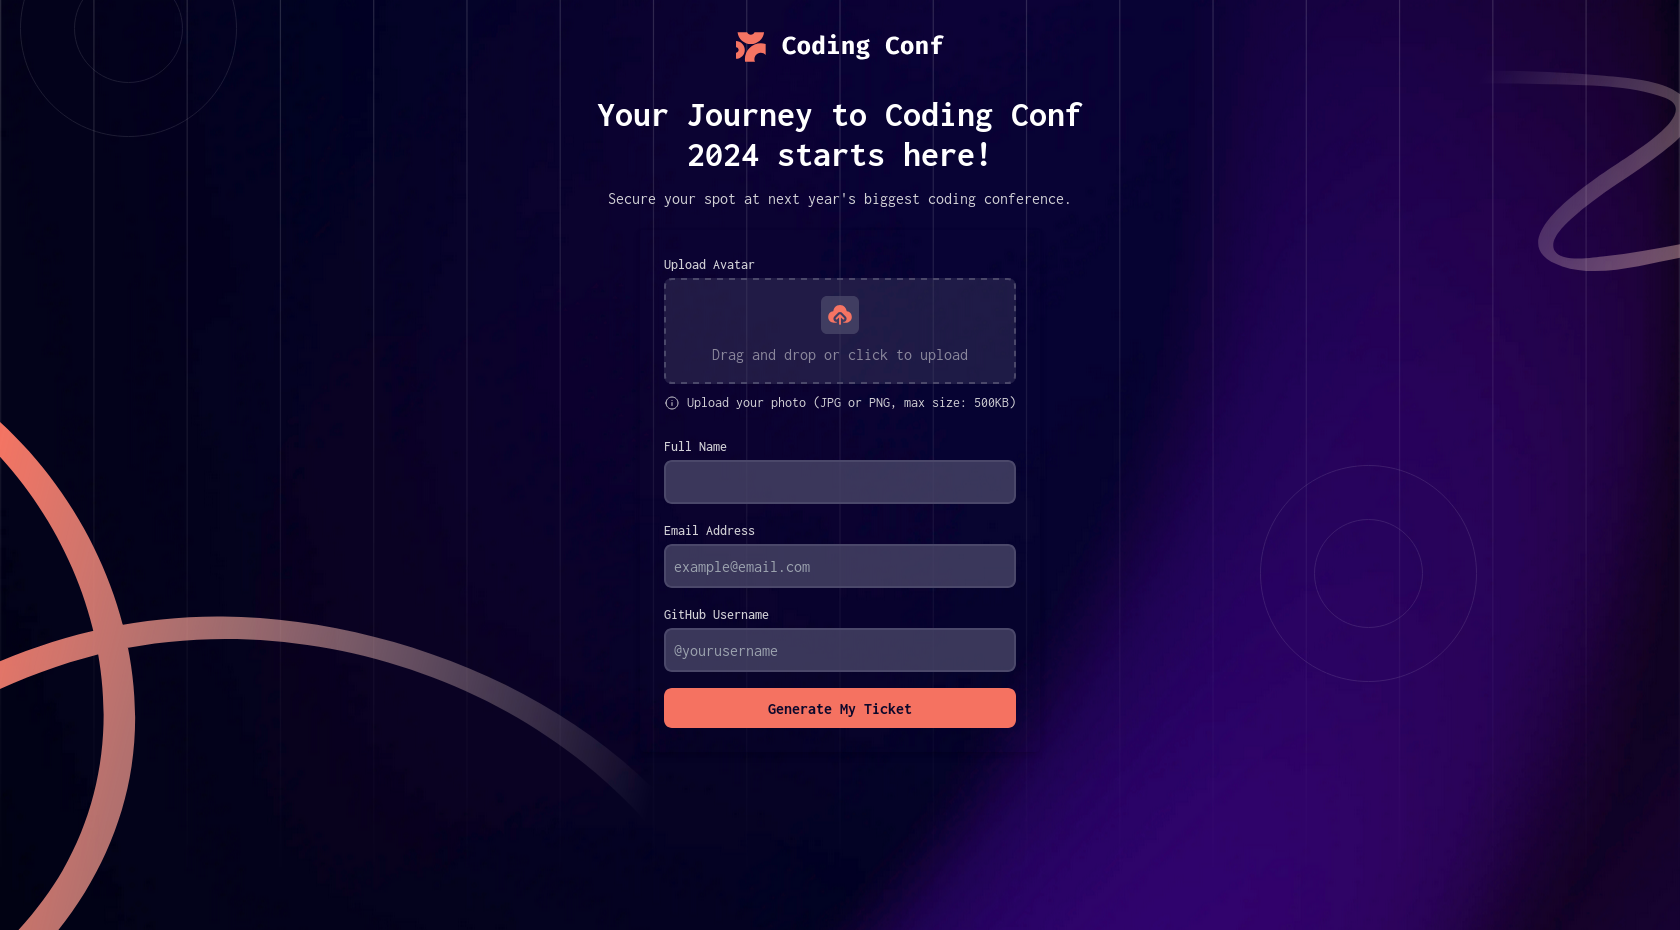 Coding Conf
Your Journey to Coding Conf
2024 starts here!
Secure your spot at next year's biggest coding conference.
Upload Avatar
Drag and drop or click to upload
Upload your photo (JPG or PNG, max size: 500KB)
Full Name
Email Address
example@email.com
GitHub Username
@yourusername
Generate My Ticket